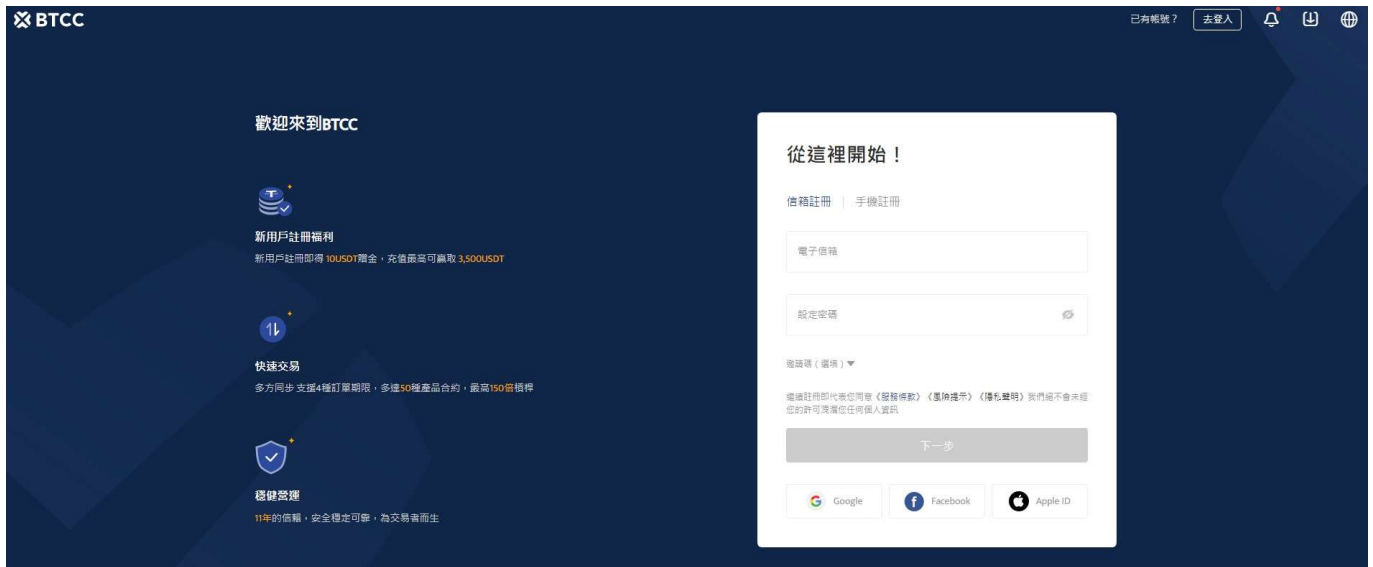 BTCC
已有帳號？ 去登入
歡迎來到BTCC
新用戶註冊福利
新用戶註冊即得 10USDT贈金，充值最高可贏取 3,500USDT
快速交易
多方同步 支援4種訂單期限，多達50種產品合約，最高150倍槓桿
穩健營運
11年的信賴，安全穩定可靠，為交易者而生
從這裡開始！
信箱註冊 手機註冊
電子信箱
設定密碼
邀請碼（選填）
繼續註冊即代表您同意《服務條款》《風險提示》《隱私聲明》我們絕不會未經
您的許可洩漏您任何個人資訊
下一步
Google Facebook Apple ID